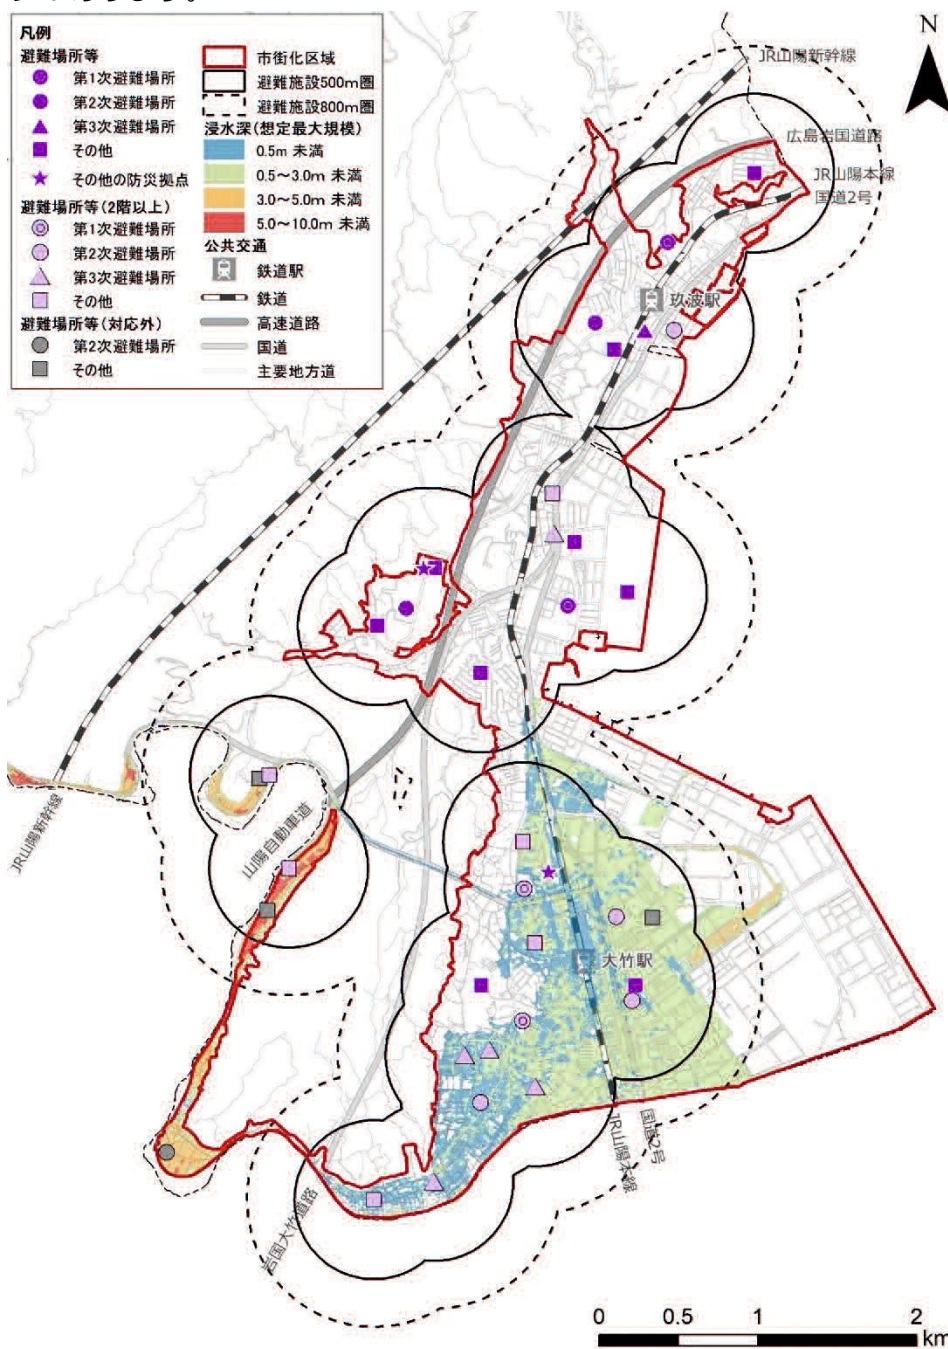 凡例
避難場所等
第1次避難場所
第2次避難場所
第3次避難場所
その他
その他の防災拠点
避難場所等(2階以上)
第1次避難場所
第2次避難場所
第3次避難場所
その他
避難場所等(対応外)
第2次避難場所
その他
市街化区域
避難施設500m圏
避難施設800m圏
浸水深(想定最大規模)
0.5m 未満
0.5～3.0m 未満
3.0～5.0m 未満
5.0～10.0m 未満
公共交通
鉄道駅
鉄道
高速道路
国道
主要地方道
N
JR山陽新幹線
広島岩国道路
JR山陽本線
国道2号
玖波駅
JR山陽新幹線
山陽自動車道
大竹駅
国道2号
JR山陽本線
岩国大竹道路
0 0.5 1 2
km